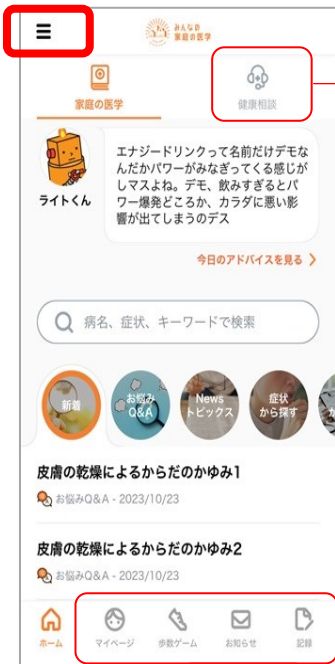 みんなの
家庭の医学
家庭の医学
健康相談
エナジードリンクって名前だけデモな
んだかパワーがみなぎってくる感じが
しマスよね。デモ、飲みすぎるとパ
ワー爆発どころか、カラダに悪い影
響が出てしまうのデス
ライトくん
今日のアドバイスを見る 〉
病名、症状、キーワードで検索
新着
お悩み
Q&A
News
トピックス
症状
から探す
か
皮膚の乾燥によるからだのかゆみ1
お悩みQ&A - 2023/10/23
皮膚の乾燥によるからだのかゆみ2
お悩みQ&A - 2023/10/23
ホーム
マイページ
歩数ゲーム
お知らせ
記録